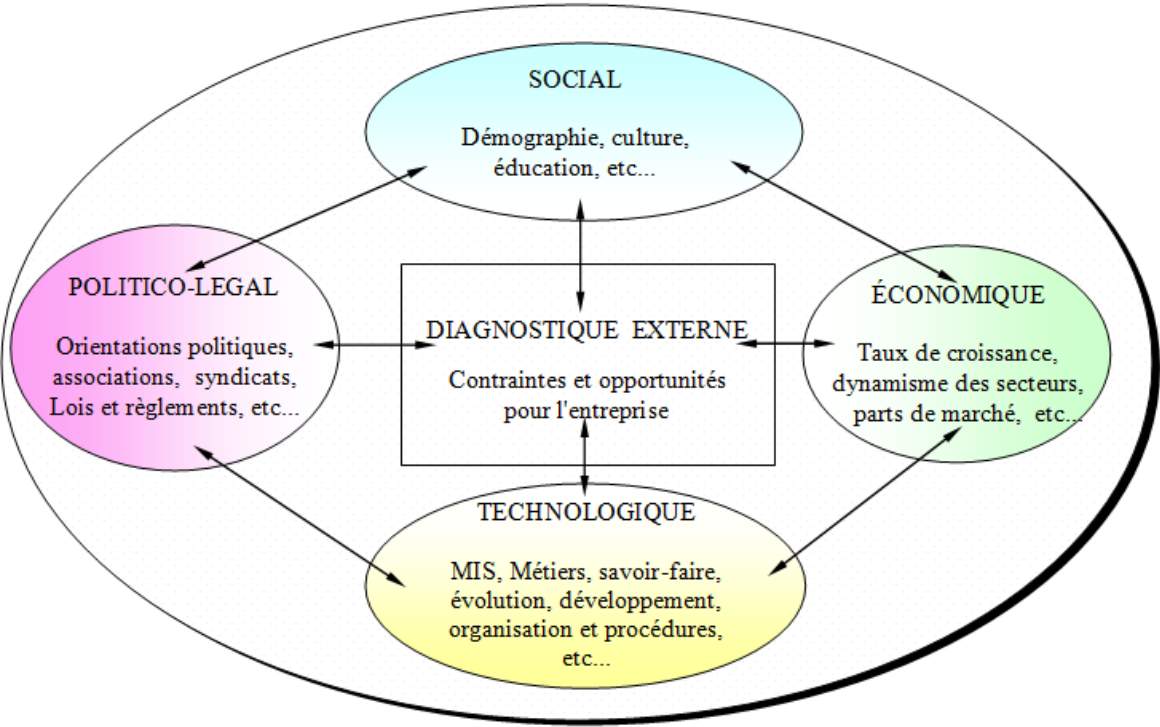 SOCIAL
Démographie, culture,
éducation, etc...
POLITICO-LEGAL
Orientations politiques,
associations, syndicats,
Lois et règlements, etc...
DIAGNOSTIQUE EXTERNE
Contraintes et opportunités
pour l'entreprise
ÉCONOMIQUE
Taux de croissance,
dynamisme des secteurs,
parts de marché, etc...
TECHNOLOGIQUE
MIS, Métiers, savoir-faire,
évolution, développement,
organisation et procédures,
etc...